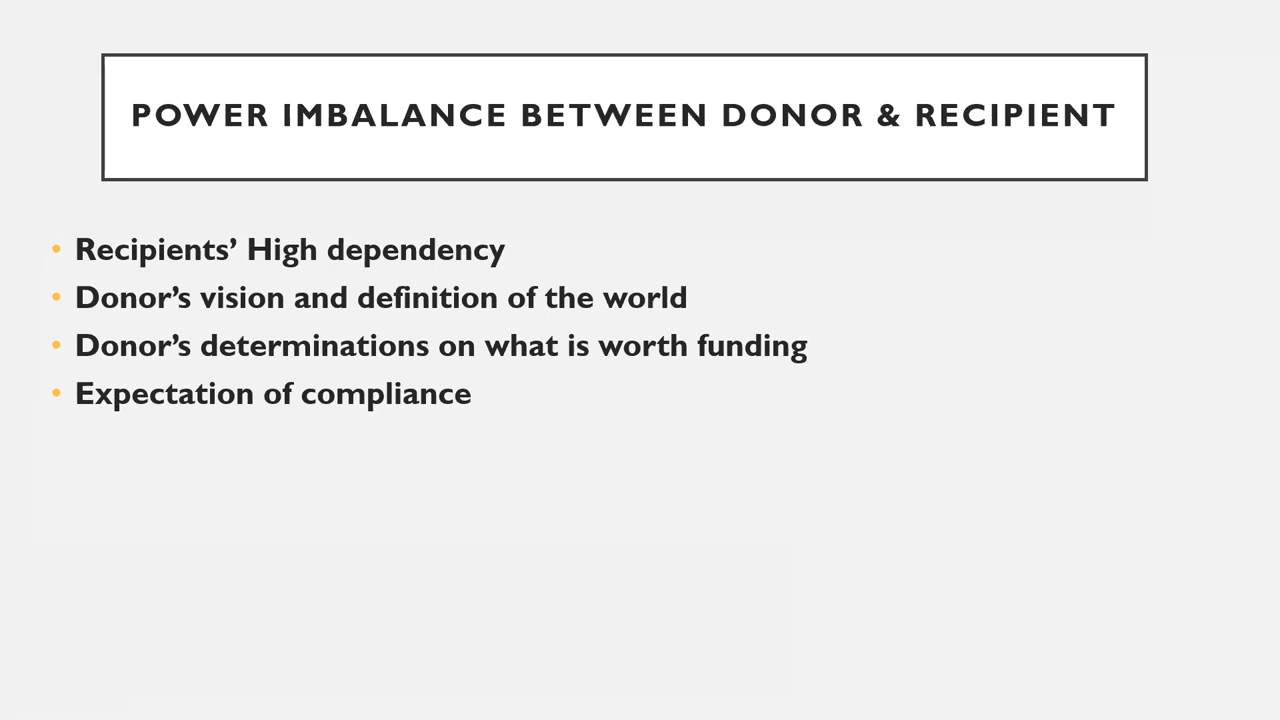 POWER IMBALANCE BETWEEN DONOR & RECIPIENT
• Recipients’ High dependency
• Donor’s vision and definition of the world
• Donor’s determinations on what is worth funding
• Expectation of compliance